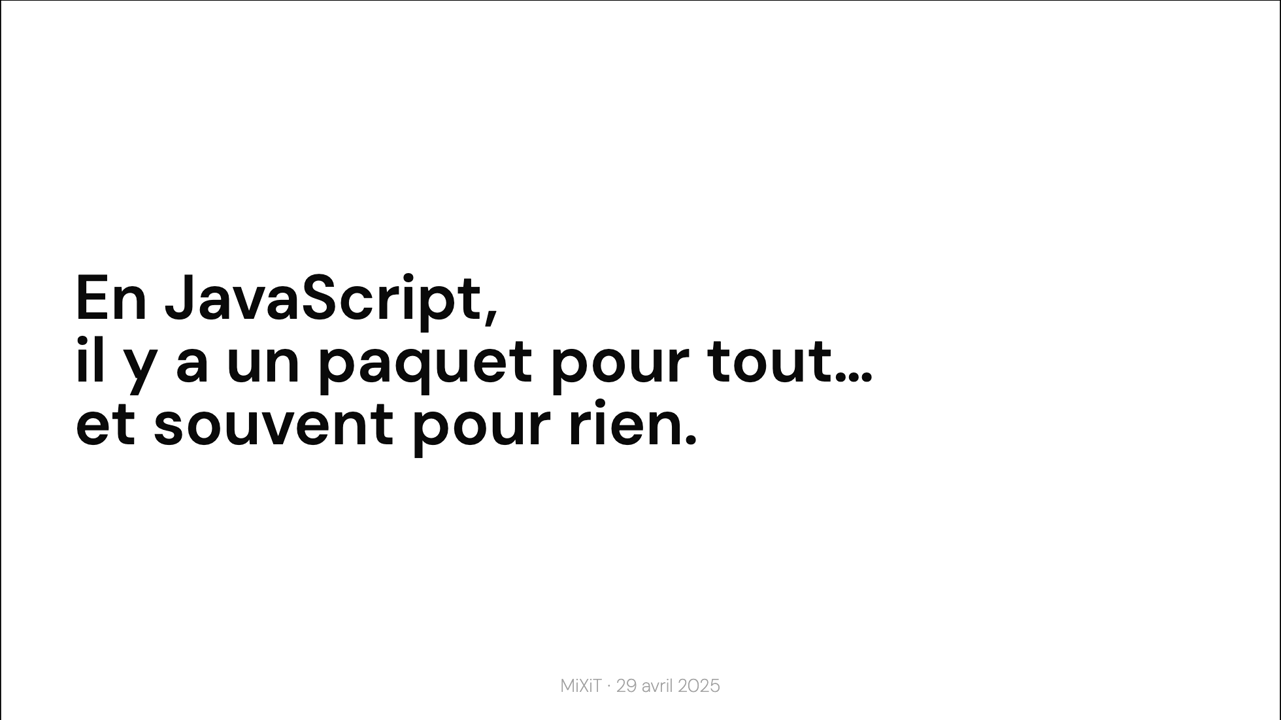 En JavaScript,
il y a un paquet pour tout…
et souvent pour rien.
MiXiT · 29 avril 2025